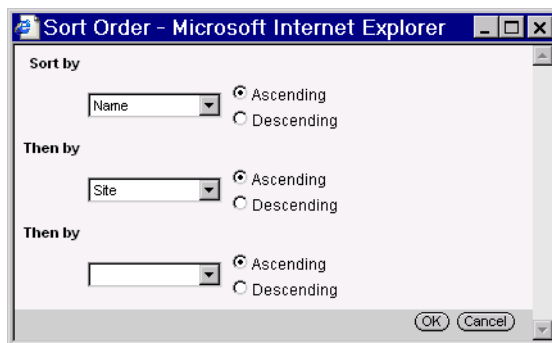 Sort Order - Microsoft Internet Explorer
Sort by
Name
Ascending
Descending
Then by
Site
Ascending
Descending
Then by
Ascending
Descending
OK Cancel